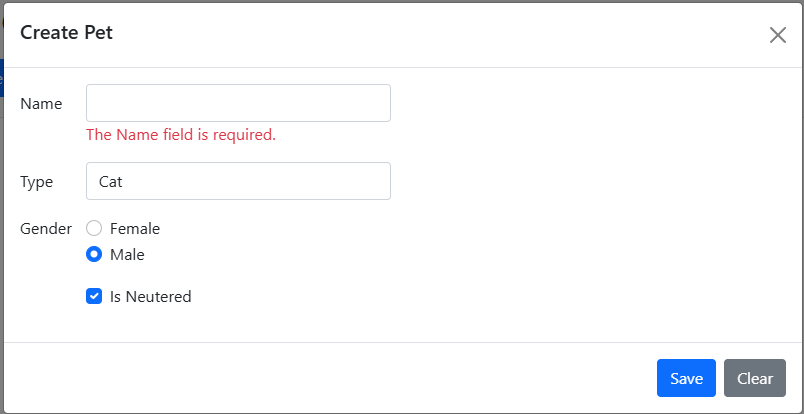 Create Pet
Name
The Name field is required.
Type Cat
Gender Female
Male
Is Neutered
Save Clear